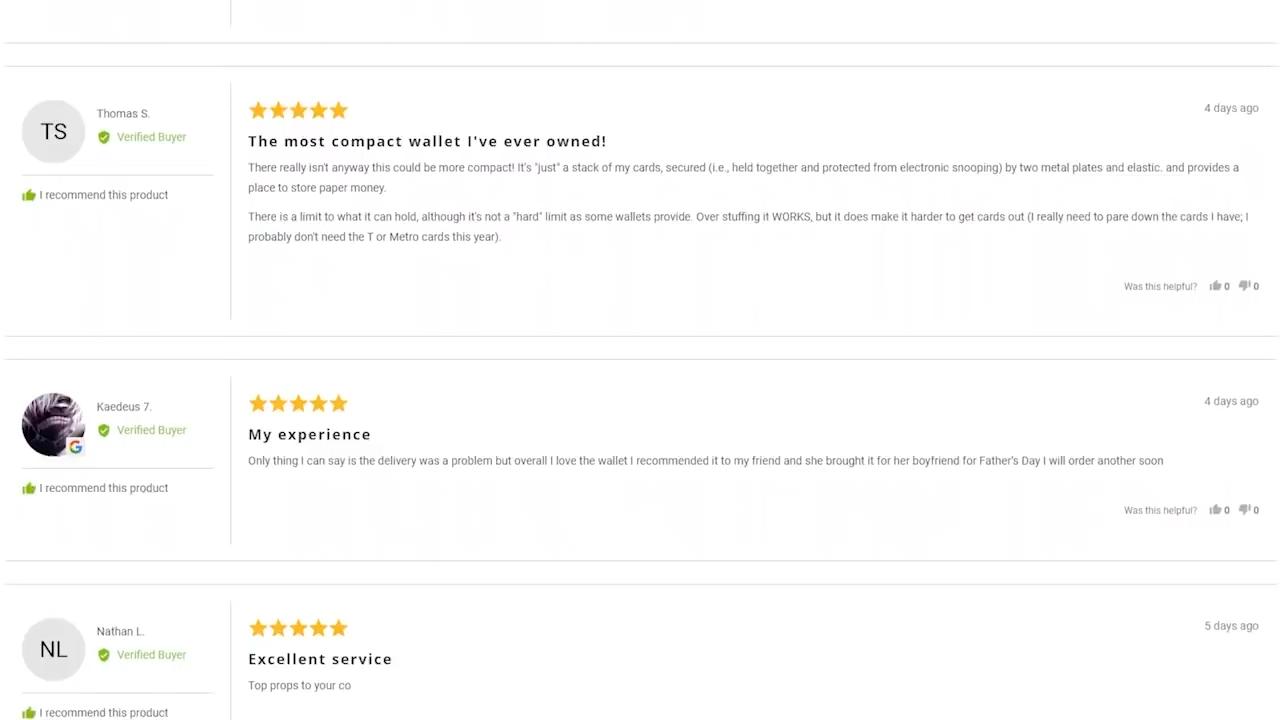 TS
Thomas S.
Verified Buyer
I recommend this product
4 days ago
The most compact wallet I've ever owned!
There really isn't anyway this could be more compact! It's "just" a stack of my cards, secured (i.e., held together and protected from electronic snooping) by two metal plates and elastic. and provides a
place to store paper money.
There is a limit to what it can hold, although it's not a "hard" limit as some wallets provide. Over stuffing it WORKS, but it does make it harder to get cards out (I really need to pare down the cards I have; I
probably don't need the T or Metro cards this year).
Was this helpful? 0 0
Kaedeus 7.
Verified Buyer
I recommend this product
4 days ago
My experience
Only thing I can say is the delivery was a problem but overall I love the wallet I recommended it to my friend and she brought it for her boyfriend for Father's Day I will order another soon
Was this helpful? 0 0
NL
Nathan L.
Verified Buyer
I recommend this product
5 days ago
Excellent service
Top props to your co